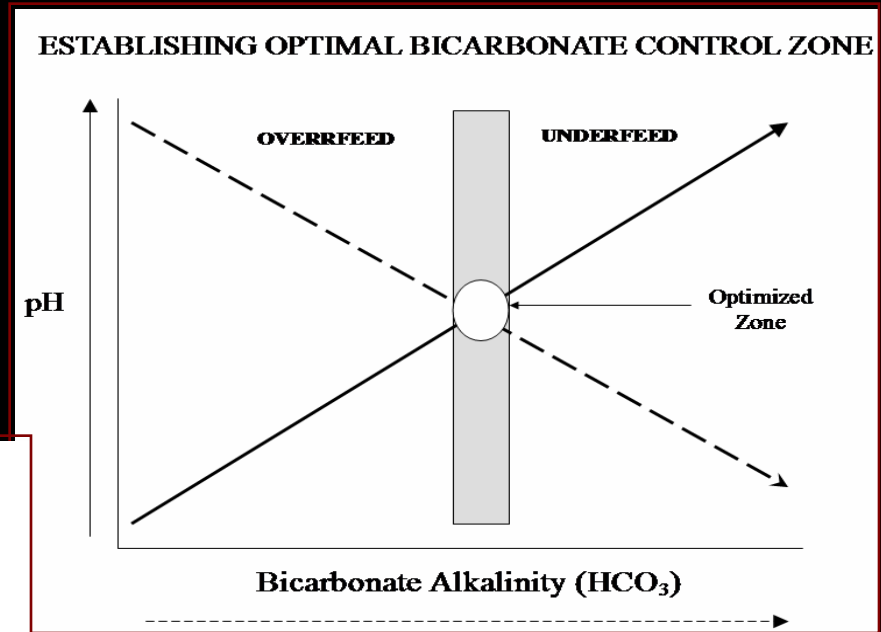 ESTABLISHING OPTIMAL BICARBONATE CONTROL ZONE
OVERRFEED
UNDERFEED
pH
Optimized
Zone
Bicarbonate Alkalinity (HCO₃)